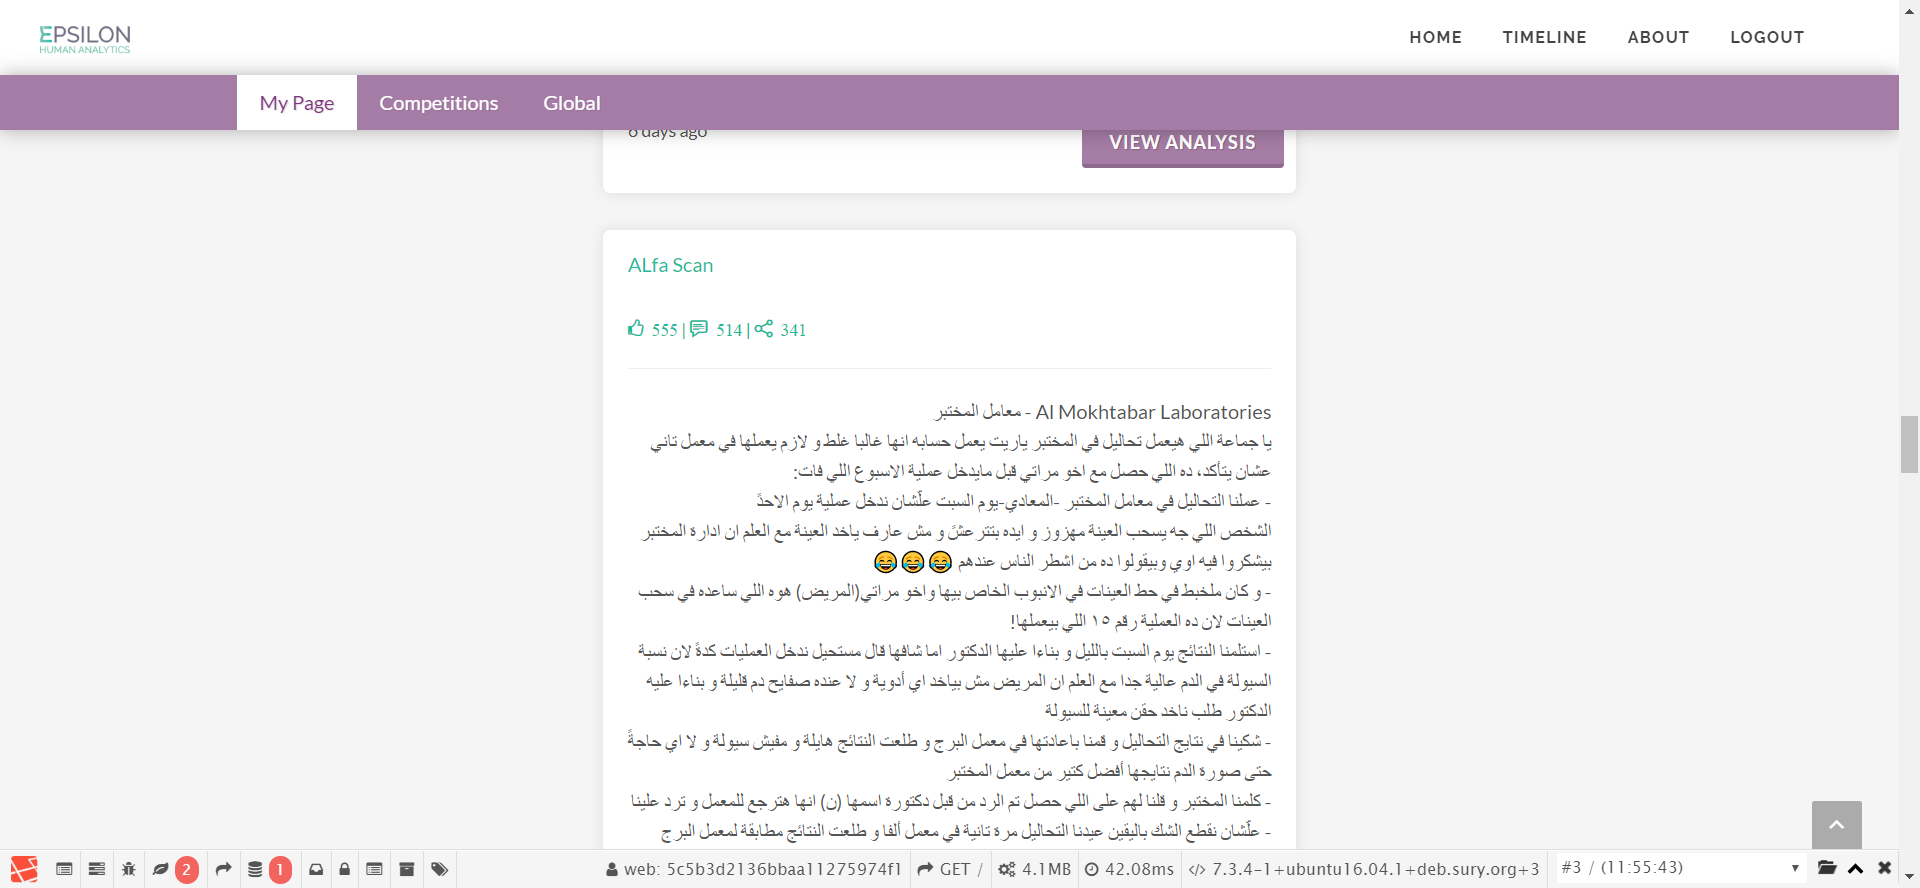 EPSILON
HUMAN ANALYTICS
HOME TIMELINE ABOUT LOGOUT
My Page Competitions Global
6 days ago
VIEW ANALYSIS
ALfa Scan
555 | 514 | 341
Al Mokhtabar Laboratories - معامل المختبر
يا جماعة اللي هيعمل تحاليل في المختبر ياريت يعمل حسابه انها غالبا غلط و لازم يعملها في معمل تاني
عشان يتأكد، ده اللي حصل مع اخو مراتي قبل مايدخل عملية الاسبوع اللي فات:
- عملنا التحاليل في معامل المختبر -المعادي-يوم السبت علّشان ندخل عملية يوم الاحدً
الشخص اللي جه يسحب العينة مهزوز و ايده بتترعشً و مش عارف ياخد العينة مع العلم ان ادارة المختبر
بيشكروا فيه اوي وبيقولوا ده من اشطر الناس عندهم 😂 😂 😂
- و كان ملخبط في حط العينات في الانبوب الخاص بيها واخو مراتي(المريض) هوه اللي ساعده في سحب
العينات لان ده العملية رقم ١٥ اللي بيعملها!
- استلمنا النتائج يوم السبت بالليل و بناءا عليها الدكتور اما شافها قال مستحيل ندخل العمليات كدةً لان نسبة
السيولة في الدم عالية جدا مع العلم ان المريض مش بياخد اي أدوية و لا عنده صفايح دم قليلة و بناءا عليه
الدكتور طلب ناخد حقن معينة للسيولة
- شكينا في نتايج التحاليل و قمنا باعادتها في معمل البرج و طلعت النتائج هايلة و مفيش سيولة و لا اي حاجةً
حتى صورة الدم نتايجها أفضل كتير من معمل المختبر
- كلمنا المختبر و قلنا لهم على اللي حصل تم الرد من قبل دكتورة اسمها (ن) انها هترجع للمعمل و ترد علينا
- علّشان نقطع الشك باليقين عيدنا التحاليل مرة تانية في معمل ألفا و طلعت النتائج مطابقة لمعمل البرج
2 1 web: 5c5b3d2136bbaa11275974f1 GET / 4.1MB 42.08ms 7.3.4-1+ubuntu16.04.1+deb.sury.org+3 #3 / (11:55:43)